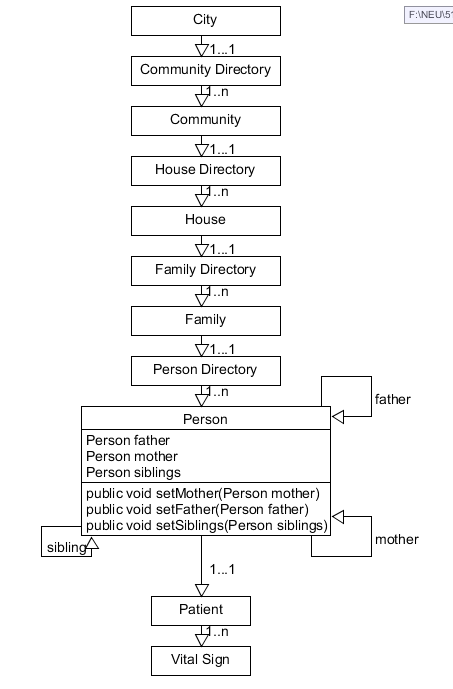 City
F:\NEU\51
1...1
Community Directory
1..n
Community
1...1
House Directory
1..n
House
1...1
Family Directory
1..n
Family
1...1
Person Directory
1..n
Person
father
Person father
Person mother
Person siblings
public void setMother(Person mother)
public void setFather(Person father)
public void setSiblings(Person siblings)
mother
sibling
1...1
Patient
1..n
Vital Sign